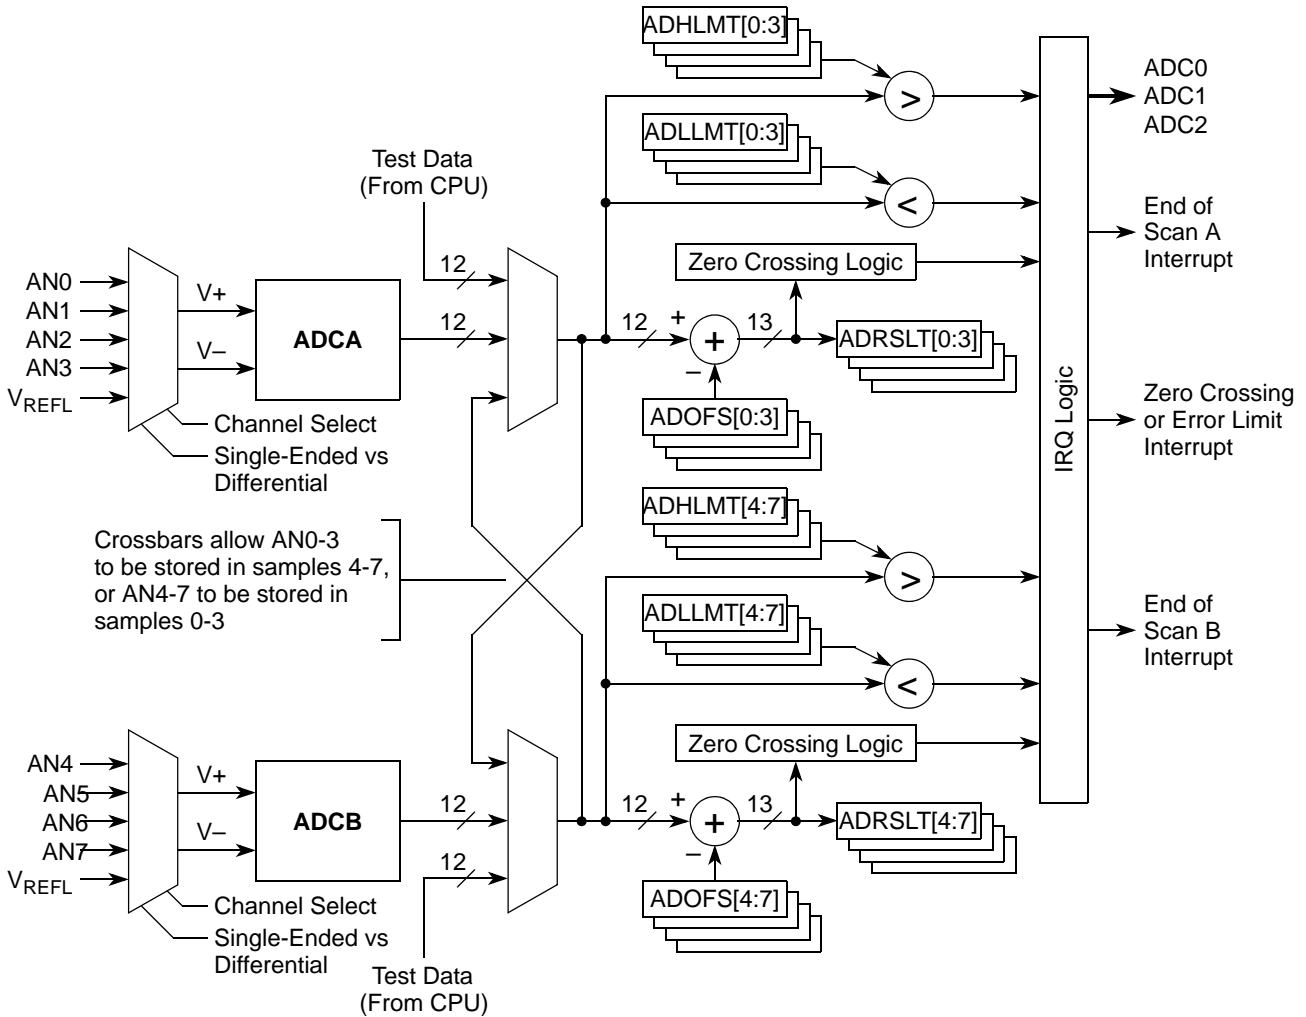 ADHLMT[0:3]
>
ADC0
ADC1
ADC2
ADLLMT[0:3]
<
Test Data
(From CPU)
End of
Scan A
Interrupt
12
Zero Crossing Logic
AN0
AN1
AN2
AN3
VREFL
V+
V–
ADCA
12
12
+
+
–
13
ADRSLT[0:3]
ADOFS[0:3]
Channel Select
Single-Ended vs
Differential
IRQ Logic
Zero Crossing
or Error Limit
Interrupt
Crossbars allow AN0-3
to be stored in samples 4-7,
or AN4-7 to be stored in
samples 0-3
ADHLMT[4:7]
>
ADLLMT[4:7]
<
End of
Scan B
Interrupt
Zero Crossing Logic
AN4
AN5
AN6
AN7
VREFL
V+
V–
ADCB
12
12
12
+
+
–
13
ADRSLT[4:7]
ADOFS[4:7]
Channel Select
Single-Ended vs
Differential
Test Data
(From CPU)